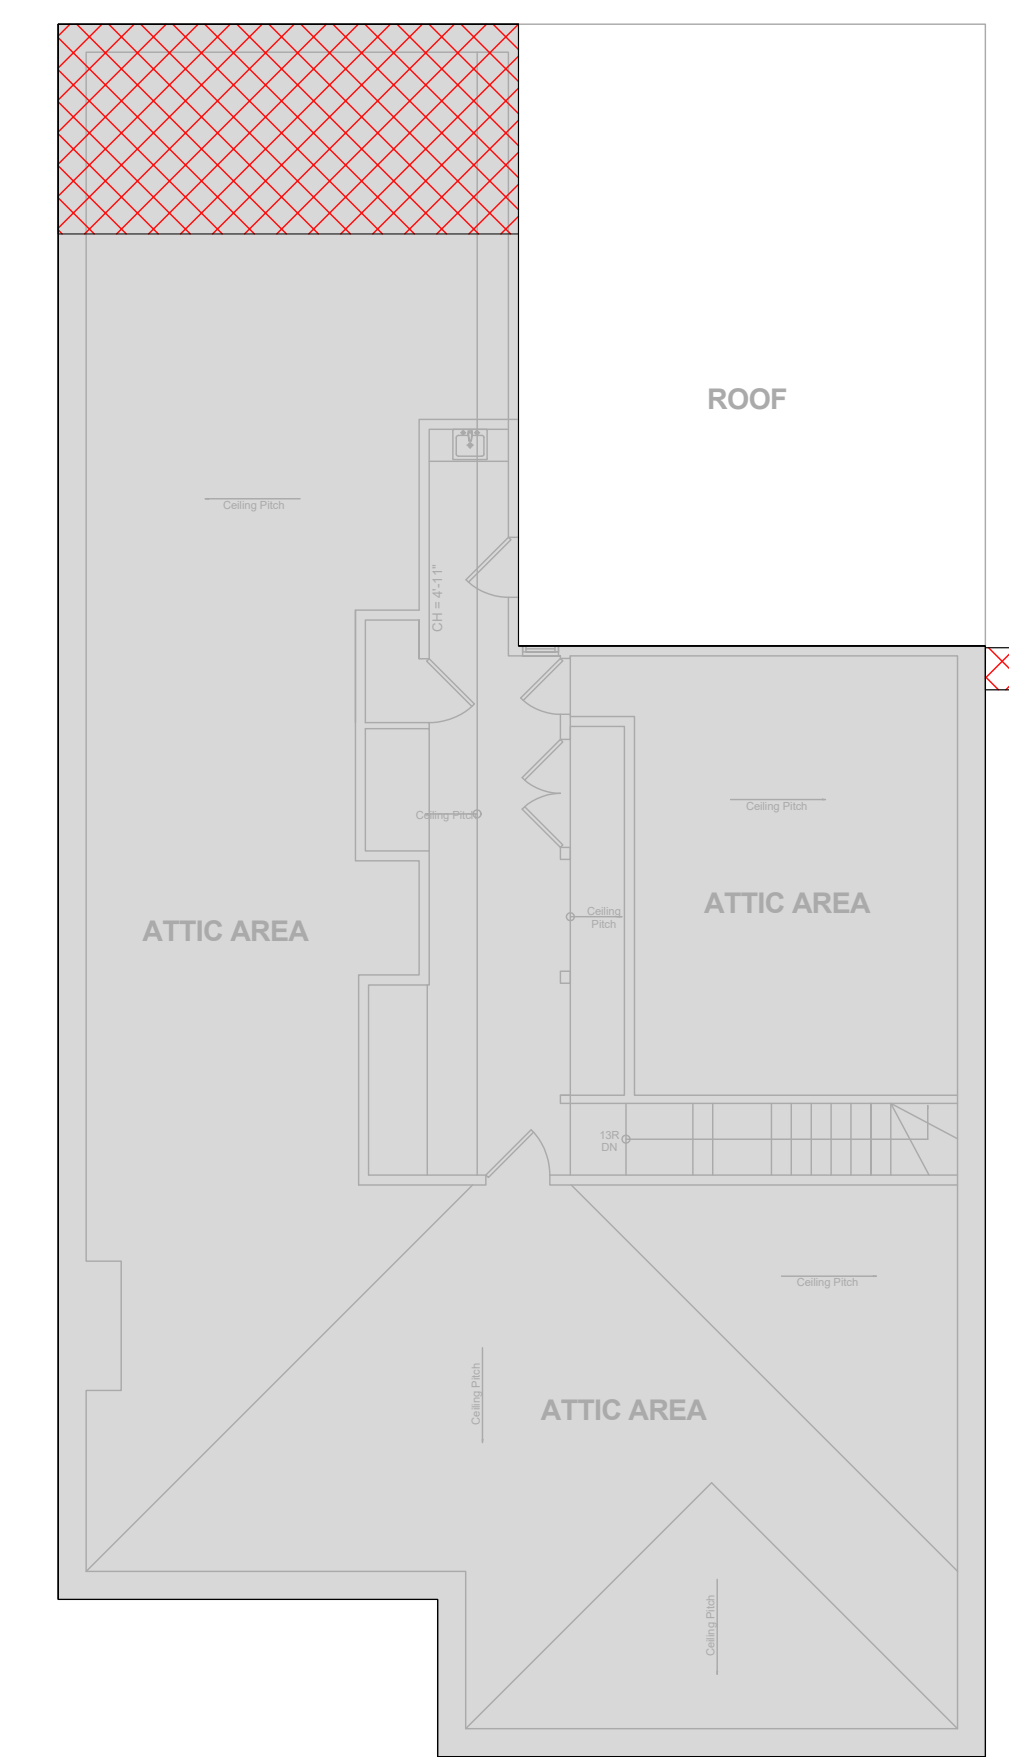 ROOF
Ceiling Pitch
CH = 4'-11"
Ceiling Pitch
Ceiling Pitch
ATTIC AREA
Ceiling
Pitch
ATTIC AREA
13R
DN
Ceiling Pitch
Ceiling Pitch
ATTIC AREA
Ceiling Pitch